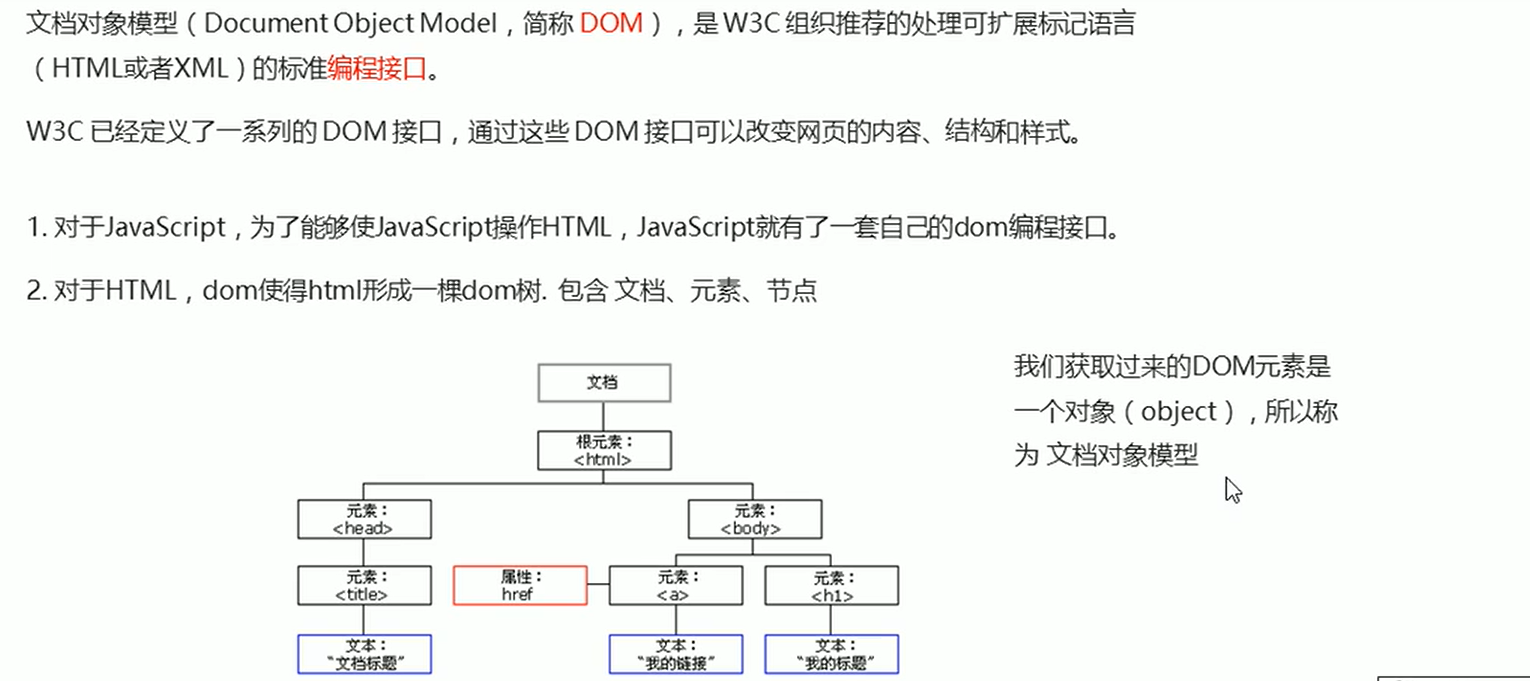 文档对象模型（Document Object Model，简称 DOM），是 W3C 组织推荐的处理可扩展标记语言
（HTML或者XML）的标准编程接口。
W3C 已经定义了一系列的 DOM 接口，通过这些 DOM 接口可以改变网页的内容、结构和样式。
1. 对于JavaScript，为了能够使JavaScript操作HTML，JavaScript就有了一套自己的dom编程接口。
2. 对于HTML，dom使得html形成一棵dom树. 包含 文档、元素、节点
我们获取过来的DOM元素是
一个对象（object），所以称
为 文档对象模型
文档
根元素：
<html>
元素：
<head>
元素：
<body>
元素：
<title>
属性：
href
元素：
<a>
元素：
<h1>
文本：
“文档标题”
文本：
“我的链接”
文本：
“我的标题”